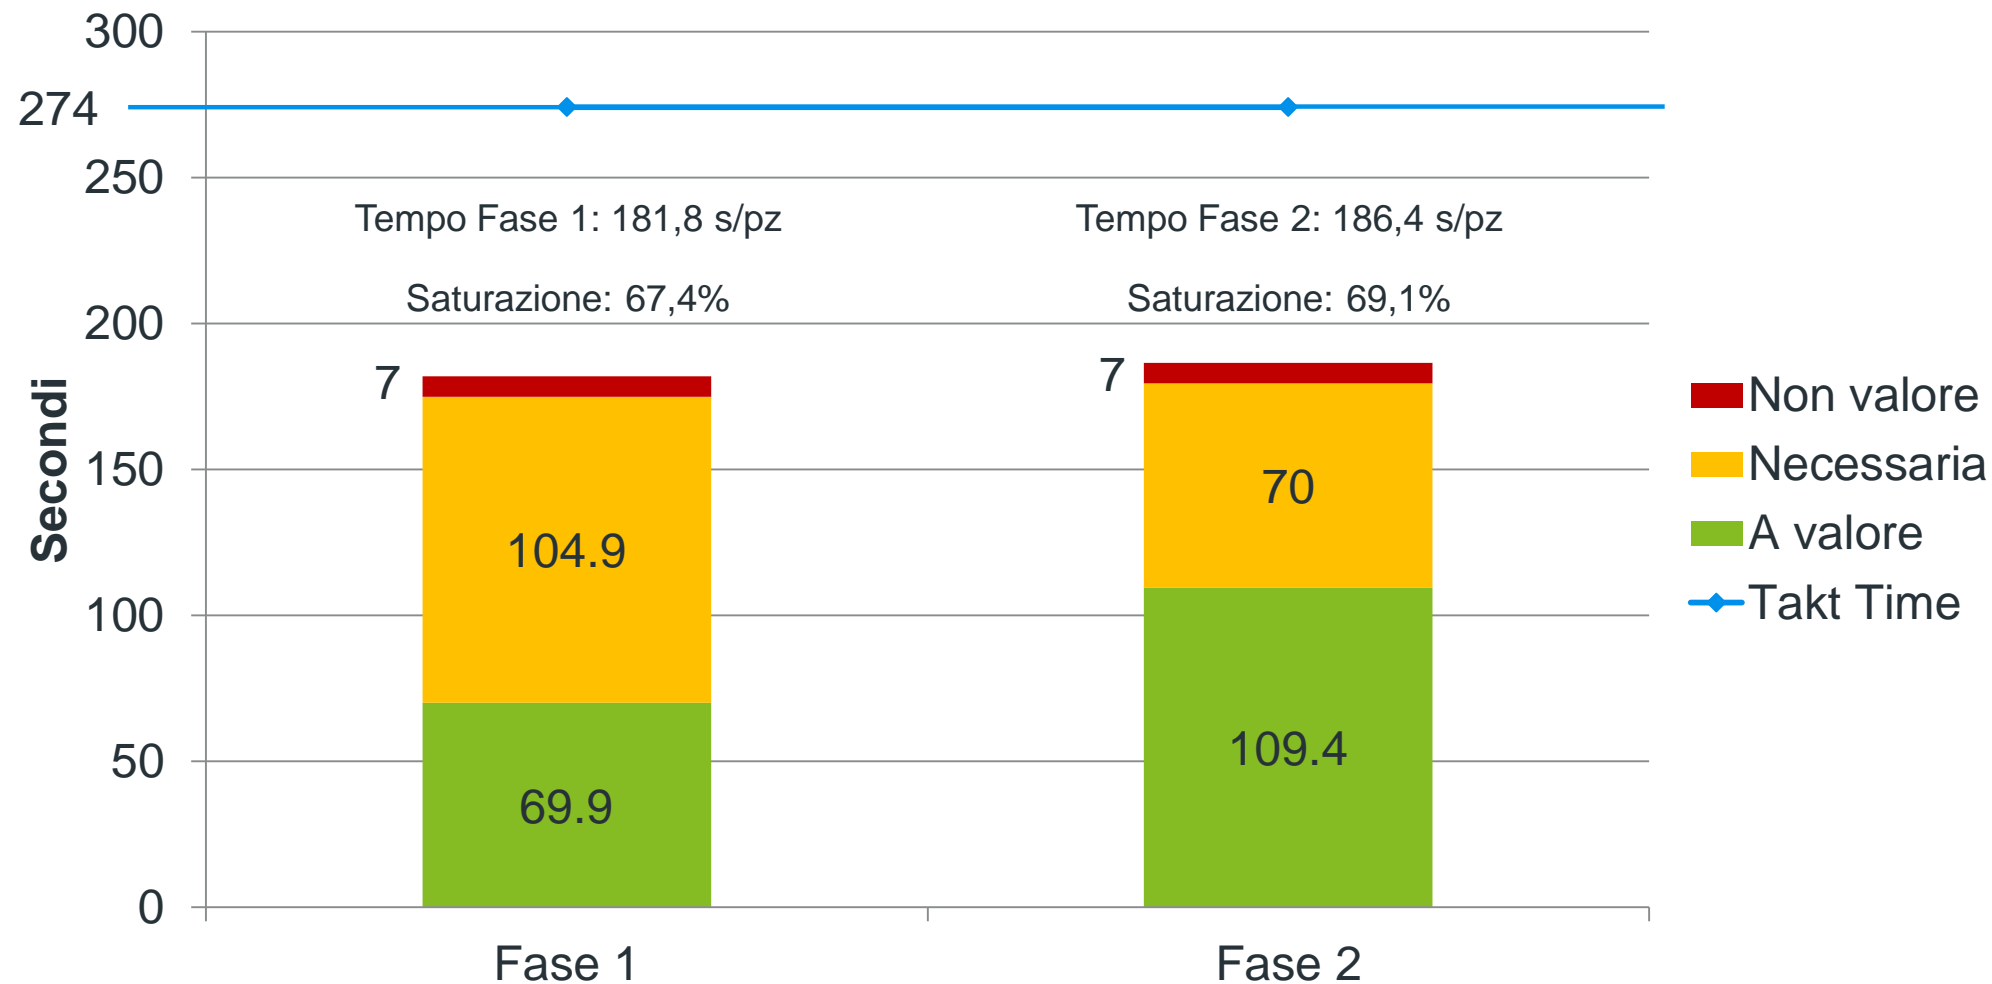 300
274
250
Tempo Fase 1: 181,8 s/pz
Tempo Fase 2: 186,4 s/pz
Saturazione: 67,4%
Saturazione: 69,1%
200
7
7
Non valore
Secondi
Necessaria
150
70
104.9
A valore
100
Takt Time
109.4
50
69.9
0
Fase 1
Fase 2